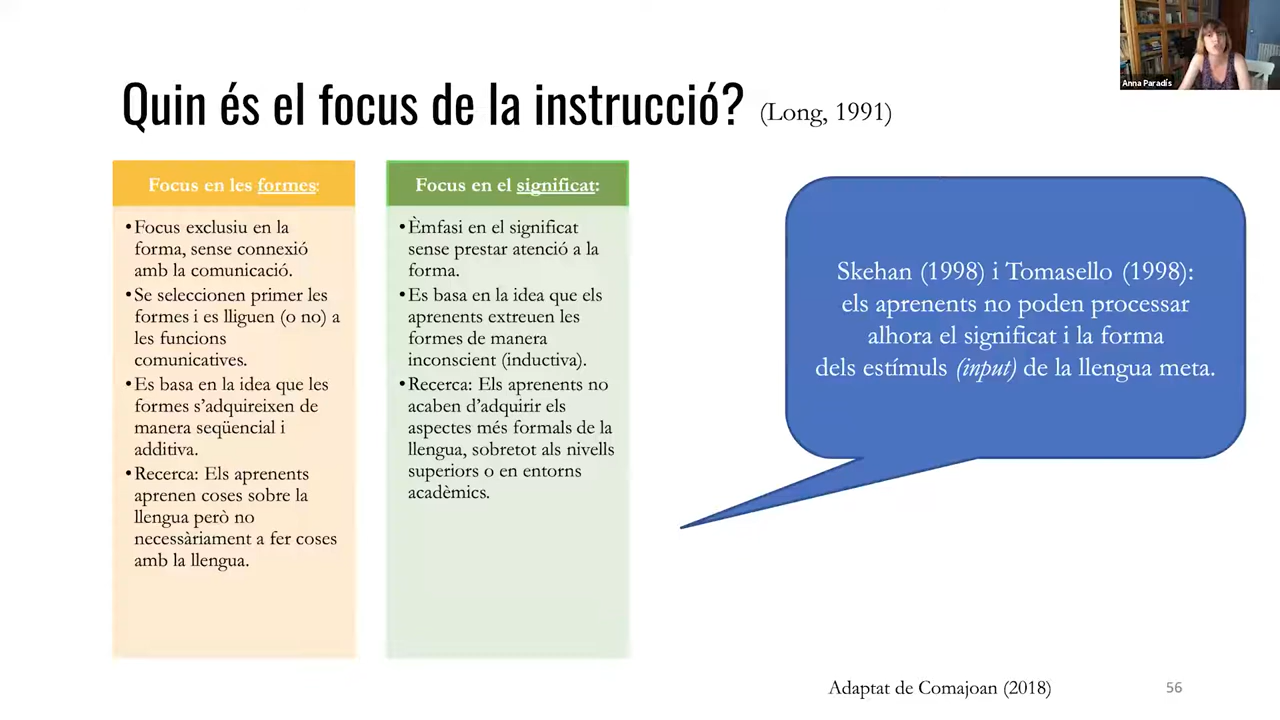 Anna Paradís
Quin és el focus de la instrucció? (Long, 1991)
Focus en les formes:
•Focus exclusiu en la
forma, sense connexió
amb la comunicació.
•Se seleccionen primer les
formes i es lliguen (o no) a
les funcions
comunicatives.
•Es basa en la idea que les
formes s’adquireixen de
manera seqüencial i
additiva.
•Recerca: Els aprenents
aprenen coses sobre la
llengua però no
necessàriament a fer coses
amb la llengua.
Focus en el significat:
•Èmfasi en el significat
sense prestar atenció a la
forma.
•Es basa en la idea que els
aprenents extreuen les
formes de manera
inconscient (inductiva).
•Recerca: Els aprenents no
acaben d’adquirir els
aspectes més formals de la
llengua, sobretot als nivells
superiors o en entorns
acadèmics.
Skehan (1998) i Tomasello (1998):
els aprenents no poden processar
alhora el significat i la forma
dels estímuls (input) de la llengua meta.
Adaptat de Comajoan (2018)
56